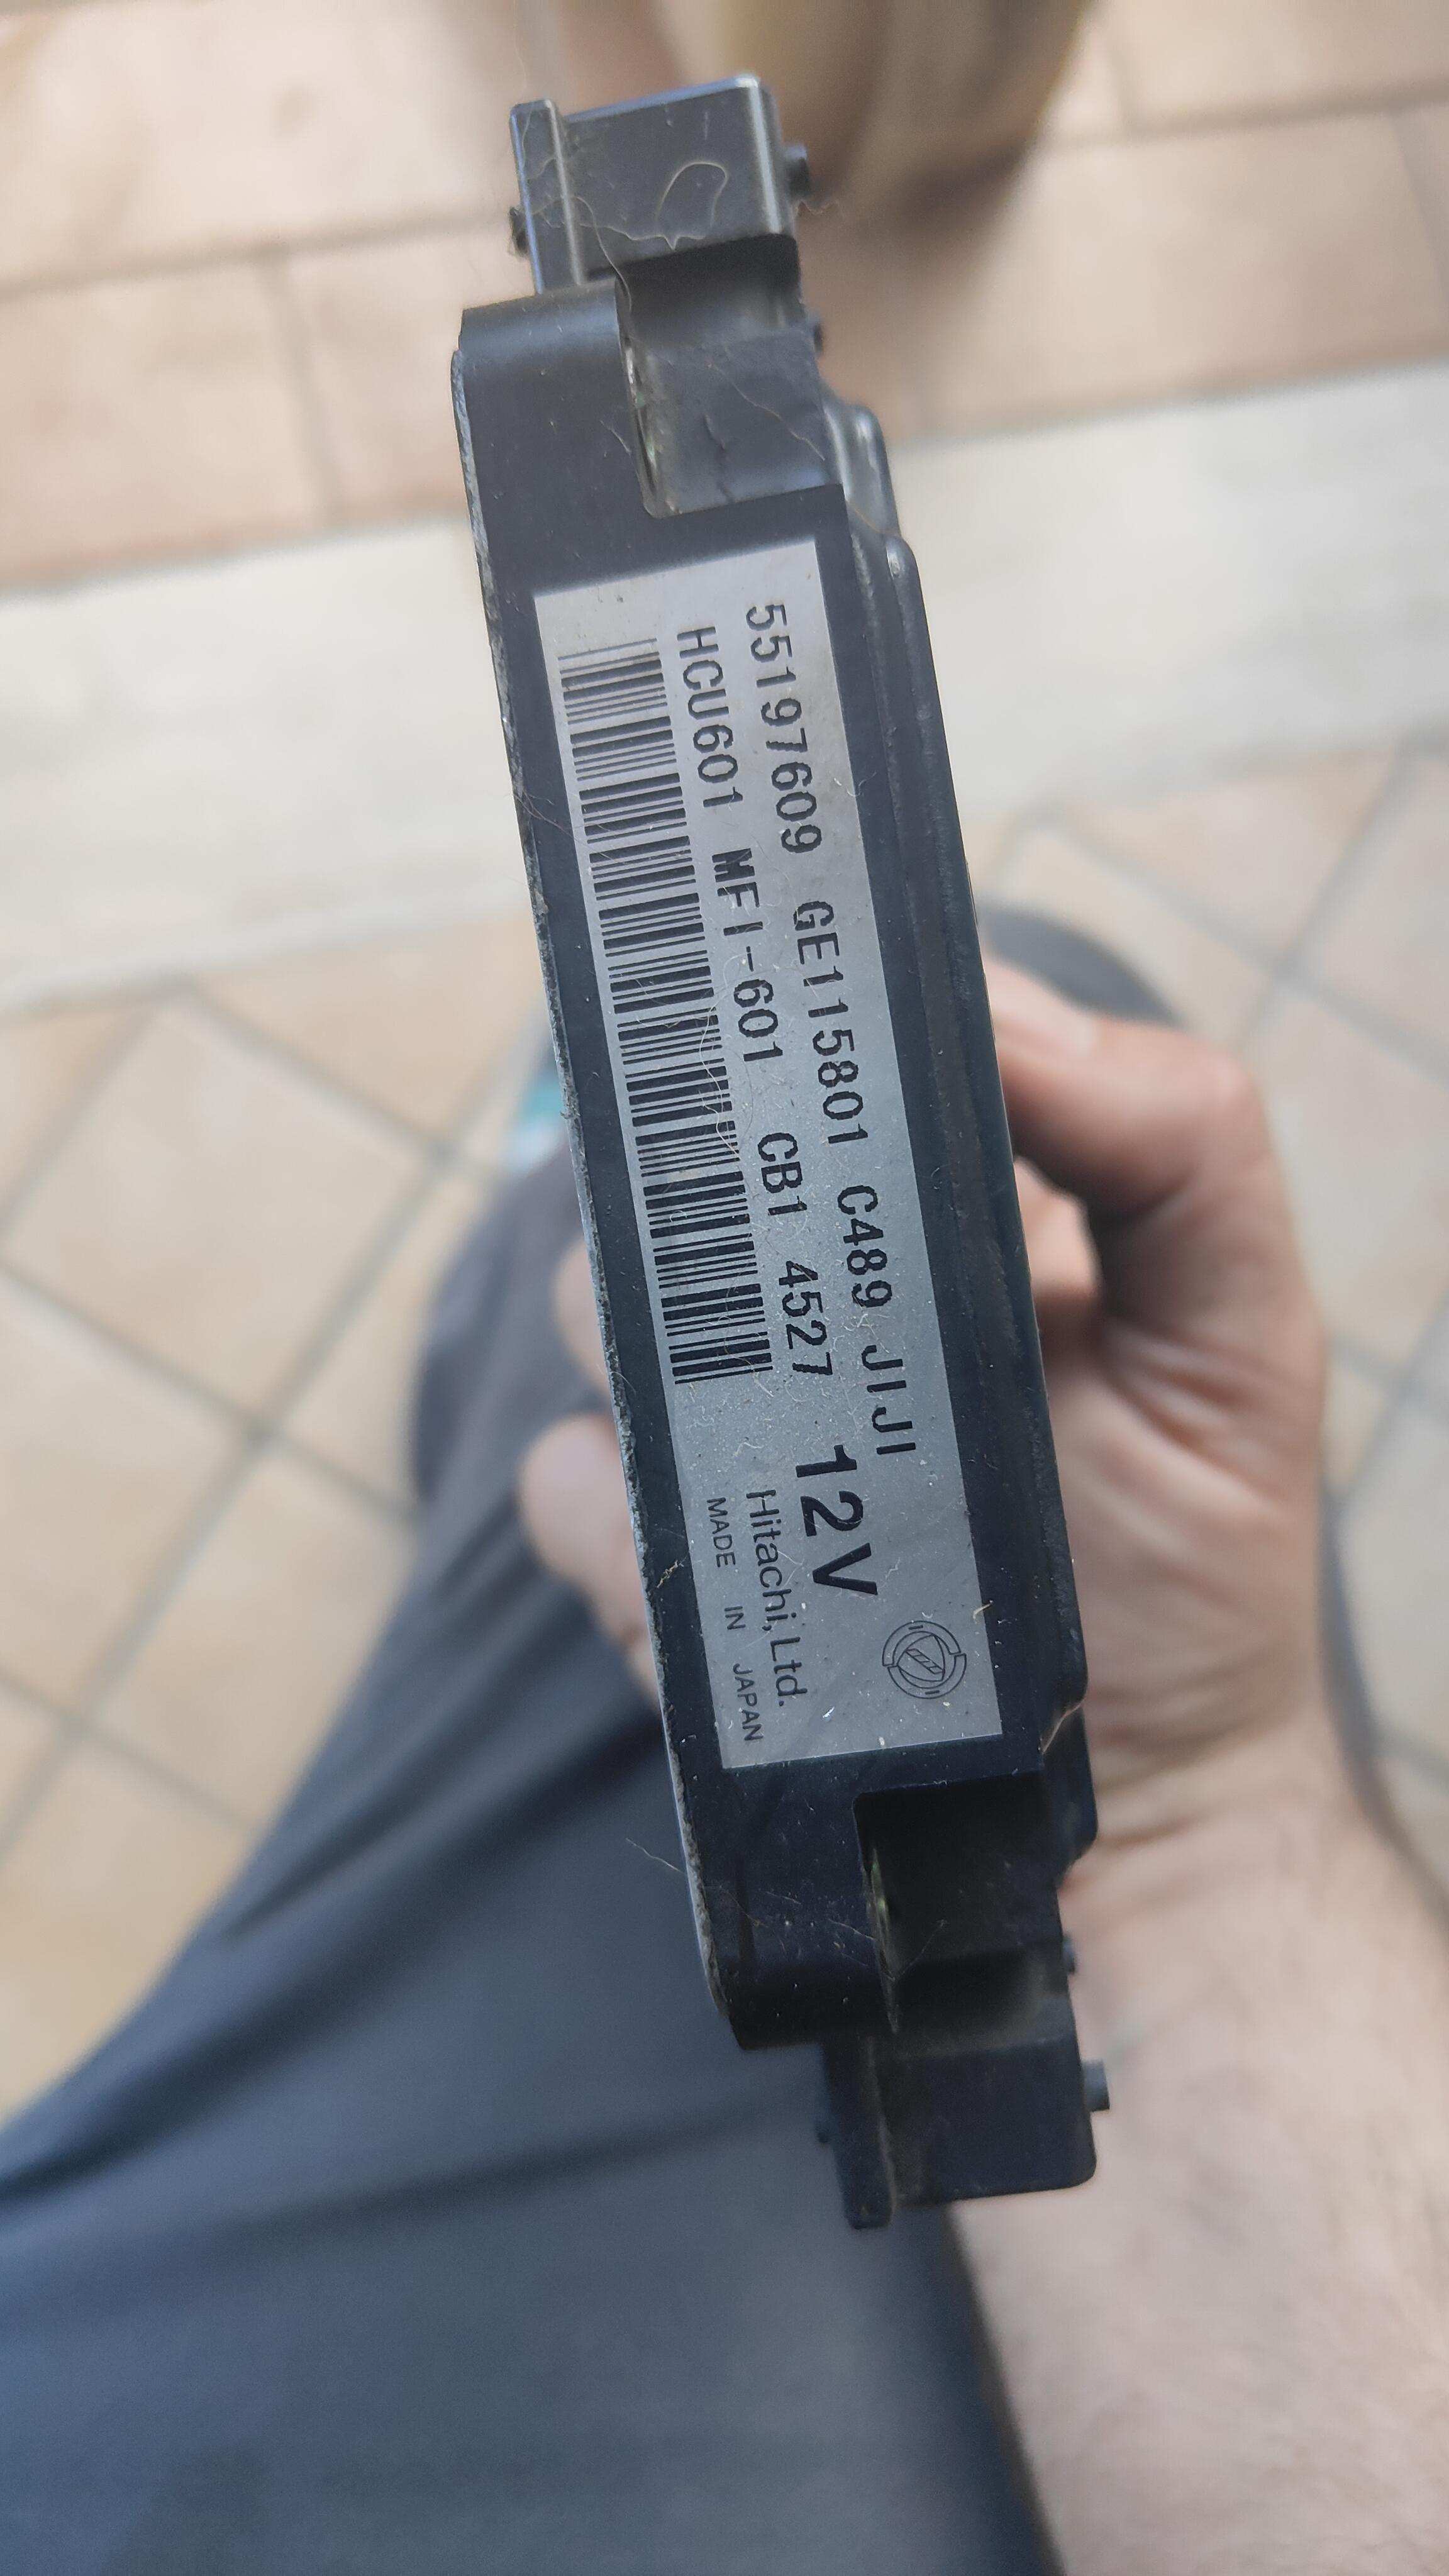 55197609 GE115801 C489 JIJI
HCU601 MFI-601 CB1 4527
12V
Hitachi, Ltd.
MADE IN JAPAN